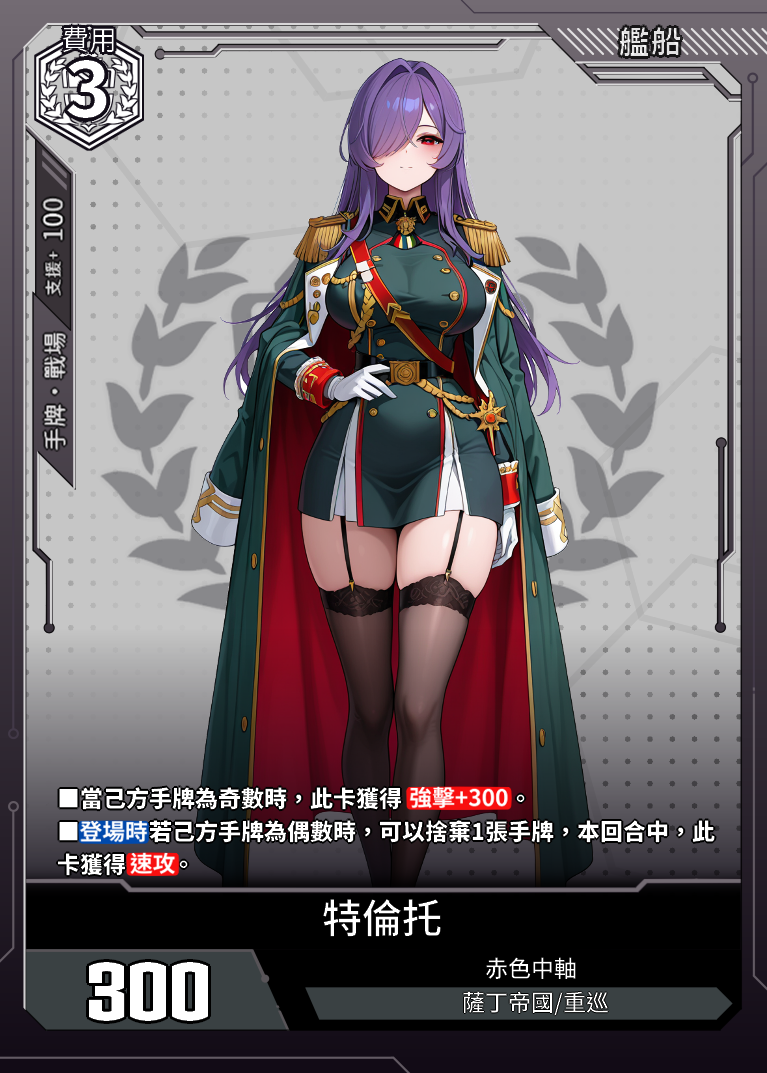 費用
3
艦船
支援+ 100
手牌・戰場
■當己方手牌為奇數時，此卡獲得 強擊+300 。
■登場時若己方手牌為偶數時，可以捨棄1張手牌，本回合中，此
卡獲得 速攻。
特倫托
300
赤色中軸
薩丁帝國/重巡